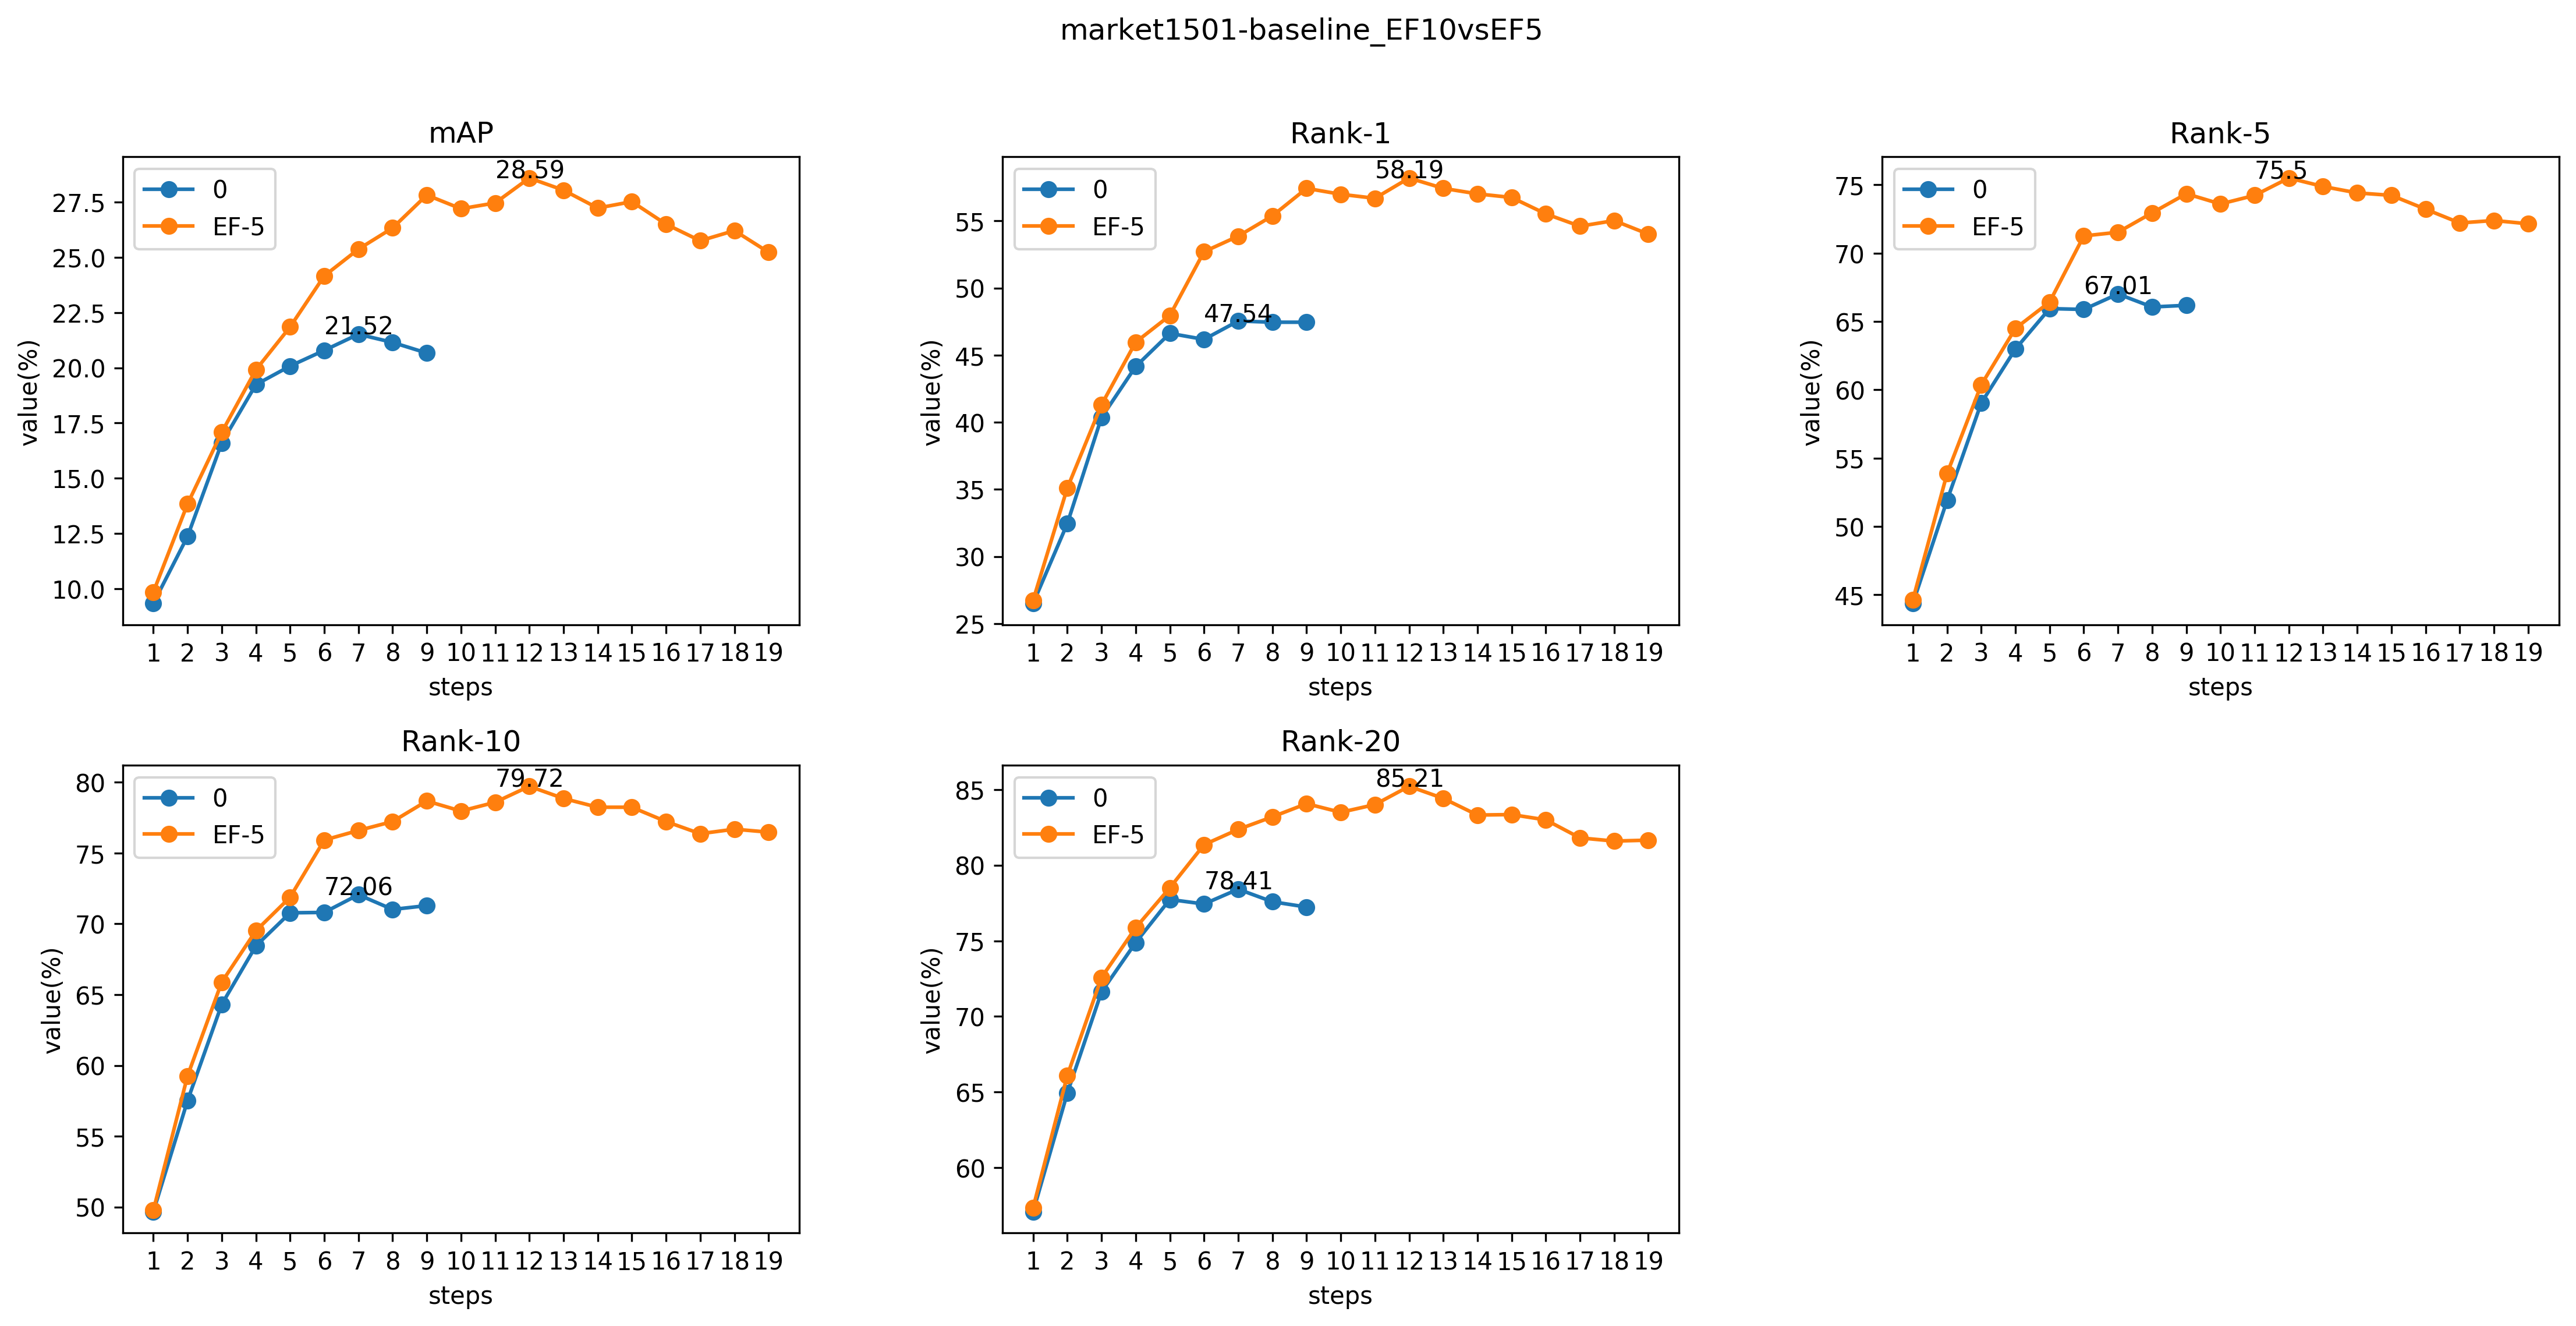 market1501-baseline_EF10vsEF5
mAP
28.59
0
EF-5
21.52
27.5
25.0
22.5
20.0
17.5
15.0
12.5
10.0
value(%)
1 2 3 4 5 6 7 8 9 10 11 12 13 14 15 16 17 18 19
steps
Rank-1
58.19
0
EF-5
47.54
55
50
45
40
35
30
25
value(%)
1 2 3 4 5 6 7 8 9 10 11 12 13 14 15 16 17 18 19
steps
Rank-5
75.5
0
EF-5
67.01
75
70
65
60
55
50
45
value(%)
1 2 3 4 5 6 7 8 9 10 11 12 13 14 15 16 17 18 19
steps
Rank-10
79.72
0
EF-5
72.06
80
75
70
65
60
55
50
value(%)
1 2 3 4 5 6 7 8 9 10 11 12 13 14 15 16 17 18 19
steps
Rank-20
85.21
0
EF-5
78.41
85
80
75
70
65
60
value(%)
1 2 3 4 5 6 7 8 9 10 11 12 13 14 15 16 17 18 19
steps